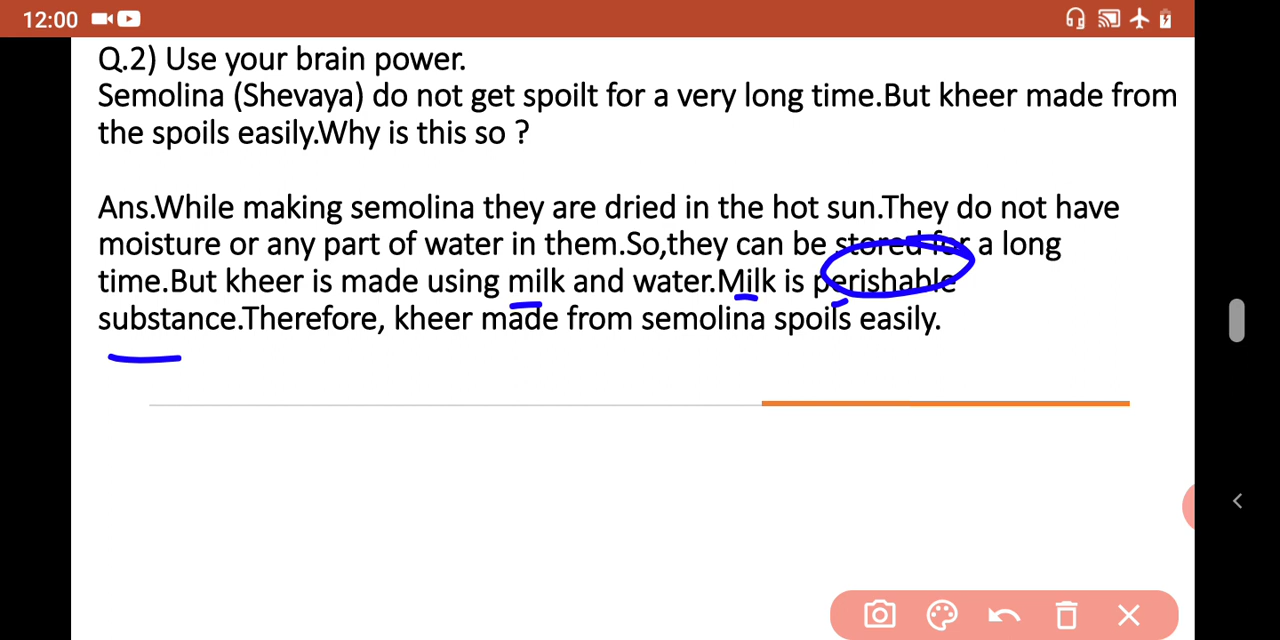 12:00
Q.2) Use your brain power.
Semolina (Shevaya) do not get spoilt for a very long time.But kheer made from
the spoils easily.Why is this so ?
Ans.While making semolina they are dried in the hot sun.They do not have
moisture or any part of water in them.So,they can be stored for a long
time.But kheer is made using milk and water.Milk is perishable
substance.Therefore, kheer made from semolina spoils easily.